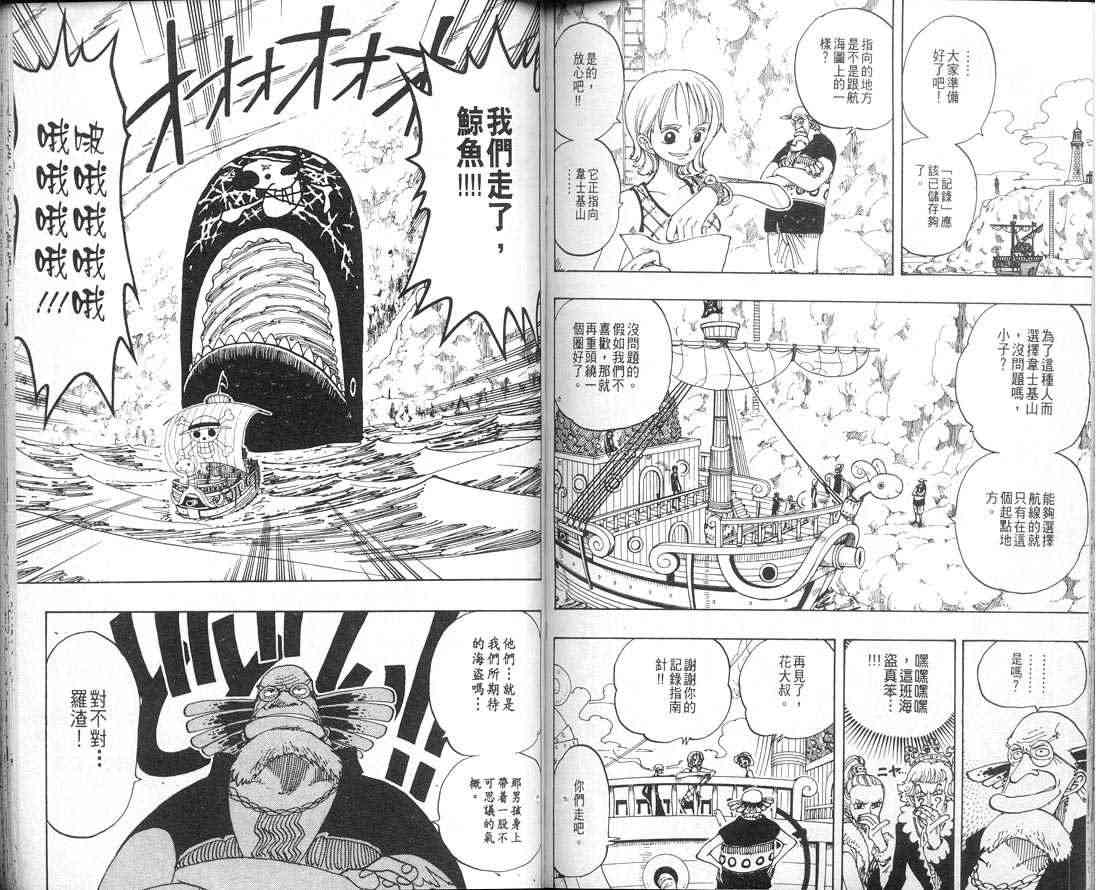 ……
大家準備
好了吧!
「記錄」應
該已儲存夠
了。
指向的地方
是不是跟航
海圖上的一
樣?
是的,
放心吧!!
它正指向
韋士基山
……
為了這種人而
選擇韋士基山
,沒問題嗎,
小子?
能夠選擇
航線的就
只有在這
個起點地
方。
沒問題的。
假如我們不
喜歡,那就
再重頭繞一
個圈好了。
………
是嗎?
嘿嘿嘿嘿
,這班海
盜真笨…
!!!
ニヤ
再見了,
花大叔。
謝謝你的
記錄指南
針!!
你們走吧。
我們走了,
鯨魚!!!!
オオオオオオ
啵哦哦哦哦
哦哦哦哦!!!
他們…就是
我們所期待
的海盜嗎…
那男孩身上
帶着一股不
可思議的氣
概。
對不對…
羅渣!